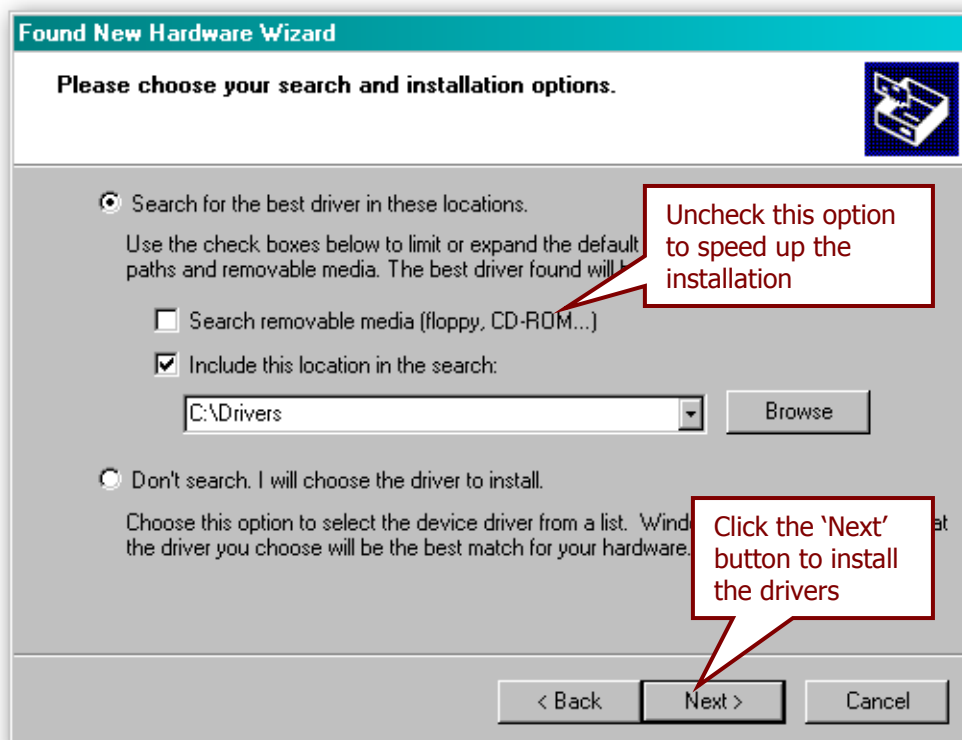 Found New Hardware Wizard
Please choose your search and installation options.
Search for the best driver in these locations.
Use the check boxes below to limit or expand the default
paths and removable media. The best driver found will
Uncheck this option
to speed up the
installation
Search removable media (floppy, CD-ROM...)
Include this location in the search:
C:\Drivers
Browse
Don't search. I will choose the driver to install.
Choose this option to select the device driver from a list. at
the driver you choose will be the best match for your hardware.
Click the ‘Next’
button to install
the drivers
< Back
Next >
Cancel